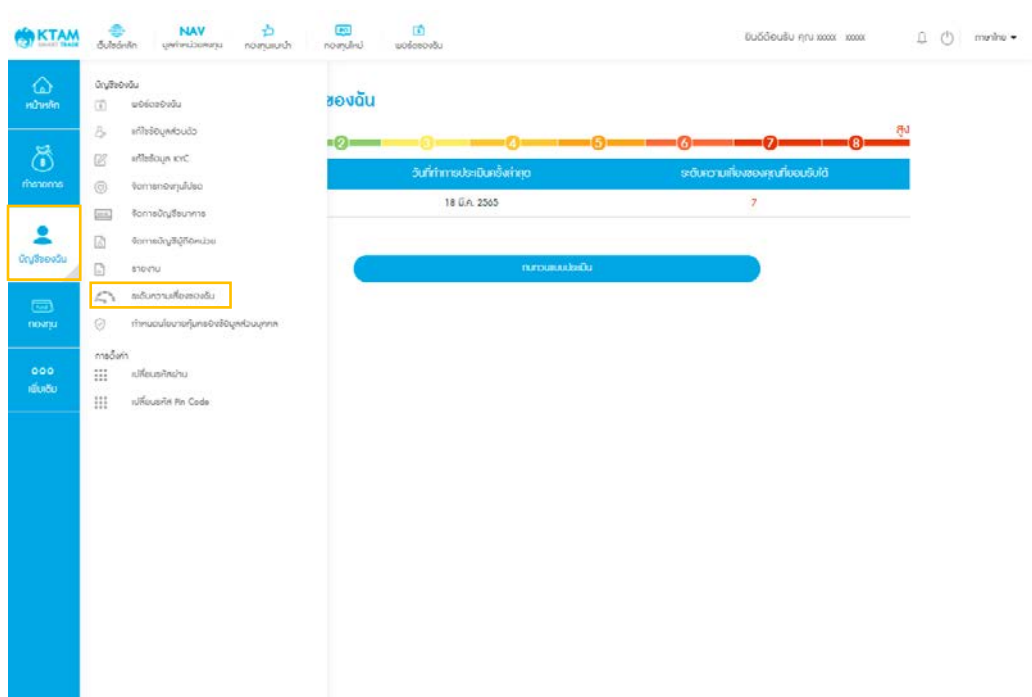 KTAM
SMART TRADE
เว็บไซต์หลัก
NAV
มูลค่าหน่วยลงทุน
กองทุนแนะนำ
กองทุนใหม่
พอร์ตของฉัน
ยินดีต้อนรับ คุณ xxxxx xxxxx
ภาษาไทย
หน้าหลัก
ทำรายการ
บัญชีของฉัน
กองทุน
เพิ่มเติม
บัญชีของฉัน
พอร์ตของฉัน
แก้ไขข้อมูลส่วนตัว
แก้ไขข้อมูล KYC
จัดการกองทุนโปรด
จัดการบัญชีธนาคาร
จัดการบัญชีผู้ถือหน่วย
รายงาน
ระดับความเสี่ยงของฉัน
กำหนดนโยบายคุ้มครองข้อมูลส่วนบุคคล
การตั้งค่า
เปลี่ยนรหัสผ่าน
เปลี่ยนรหัส Pin Code
ของฉัน
สูง
2 3 4 5 6 7 8
วันที่ทำการประเมินครั้งล่าสุด ระดับความเสี่ยงของคุณที่ยอมรับได้
18 มี.ค. 2565 7
ทบทวนแบบประเมิน